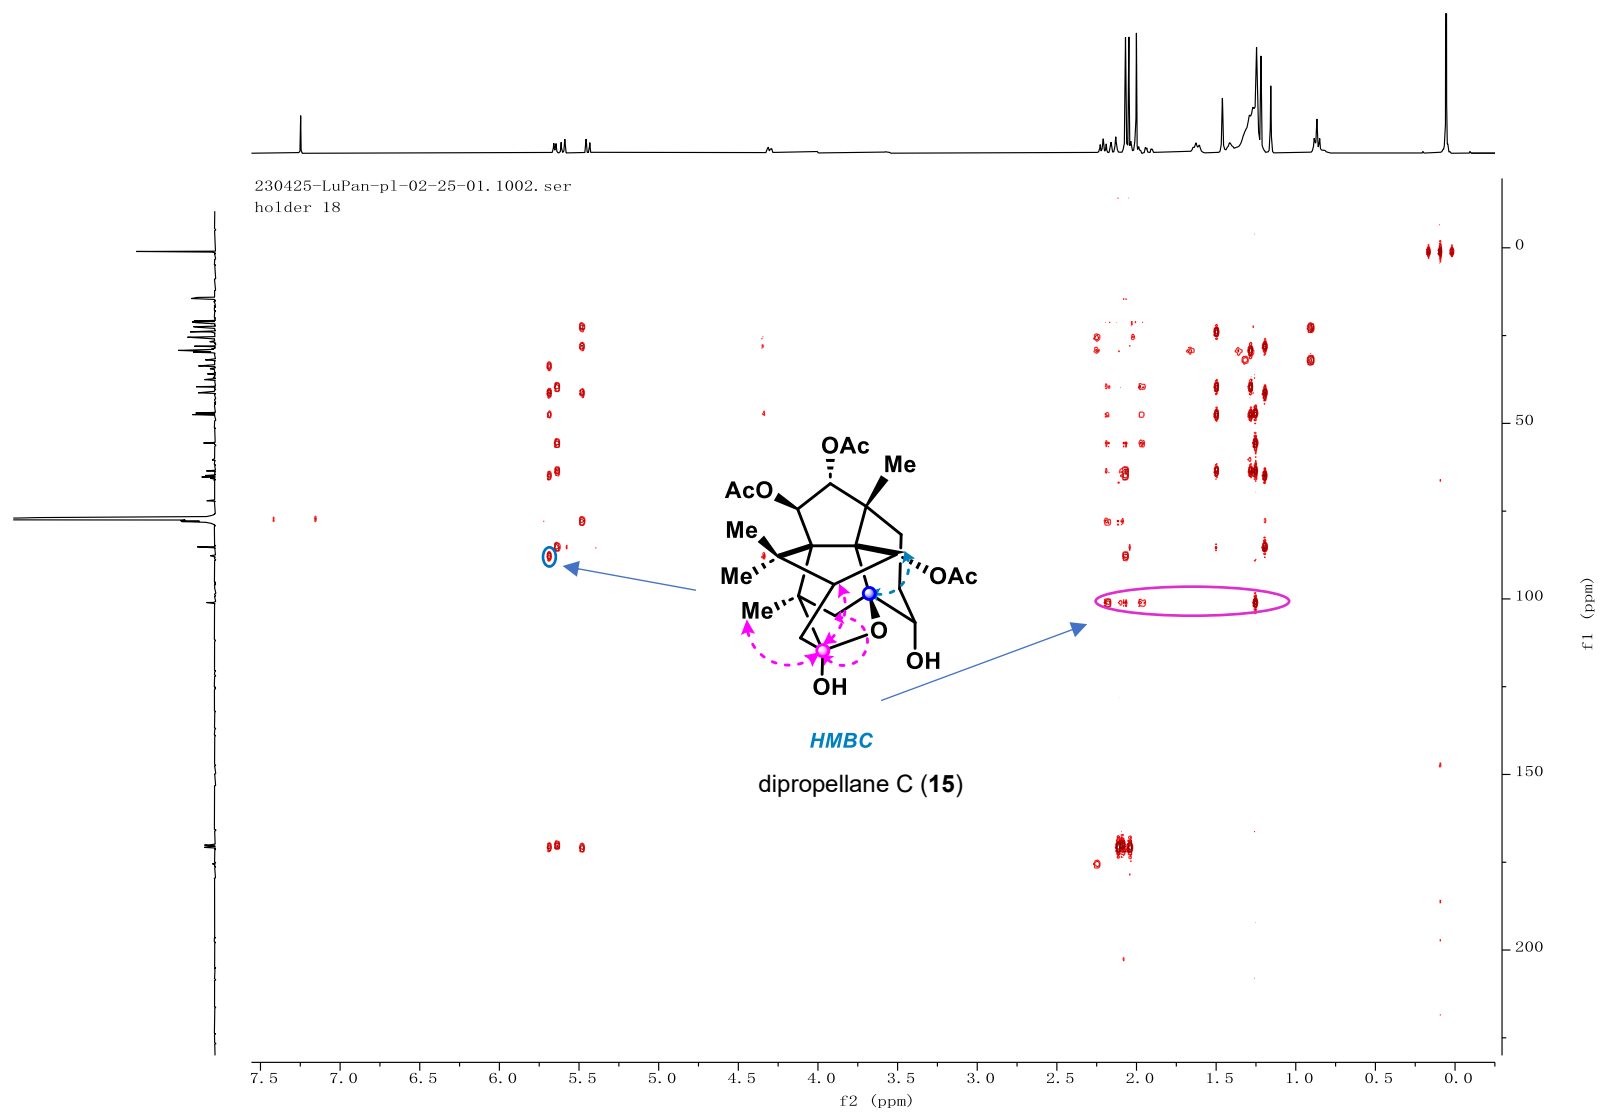 230425-LuPan-pl-02-25-01.1002.ser
holder 18
0
50
100
150
200
f1 (ppm)
OAc
Me
AcO
Me
Me
OAc
Me
O
OH
OH
HMBC
dipropellane C (15)
7.5 7.0 6.5 6.0 5.5 5.0 4.5 4.0 3.5 3.0 2.5 2.0 1.5 1.0 0.5 0.0
f2 (ppm)